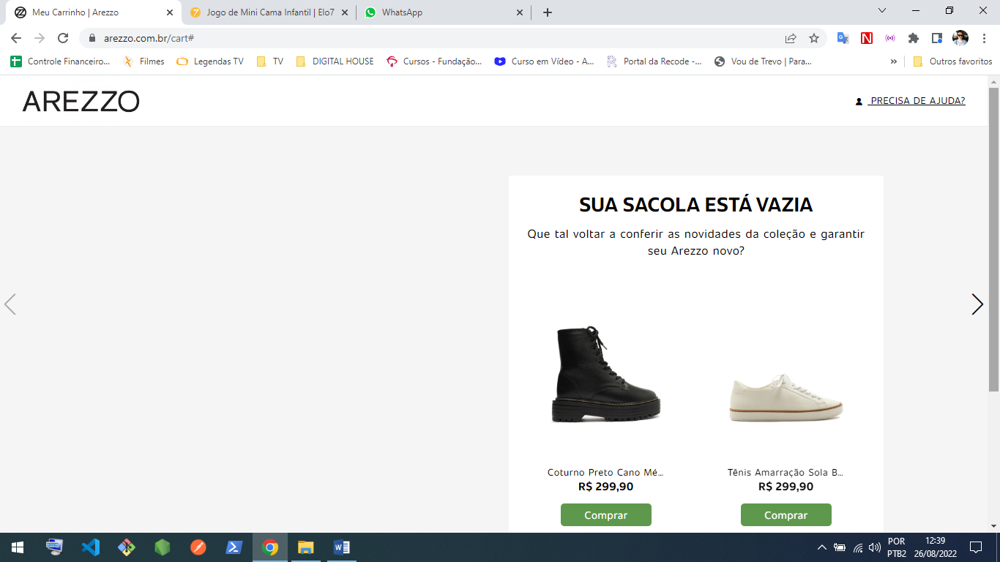 Meu Carrinho | Arezzo
Jogo de Mini Cama Infantil | Elo7
WhatsApp
arezzo.com.br/cart#
Controle Financeiro...
Filmes
Legendas TV
TV
DIGITAL HOUSE
Cursos - Fundação...
Curso em Vídeo - A...
Portal da Recode -...
Vou de Trevo | Para...
»
Outros favoritos
AREZZO
PRECISA DE AJUDA?
SUA SACOLA ESTÁ VAZIA
Que tal voltar a conferir as novidades da coleção e garantir
seu Arezzo novo?
Coturno Preto Cano Mé...
R$ 299,90
Comprar
Tênis Amarração Sola B...
R$ 299,90
Comprar
POR
PTB2
12:39
26/08/2022